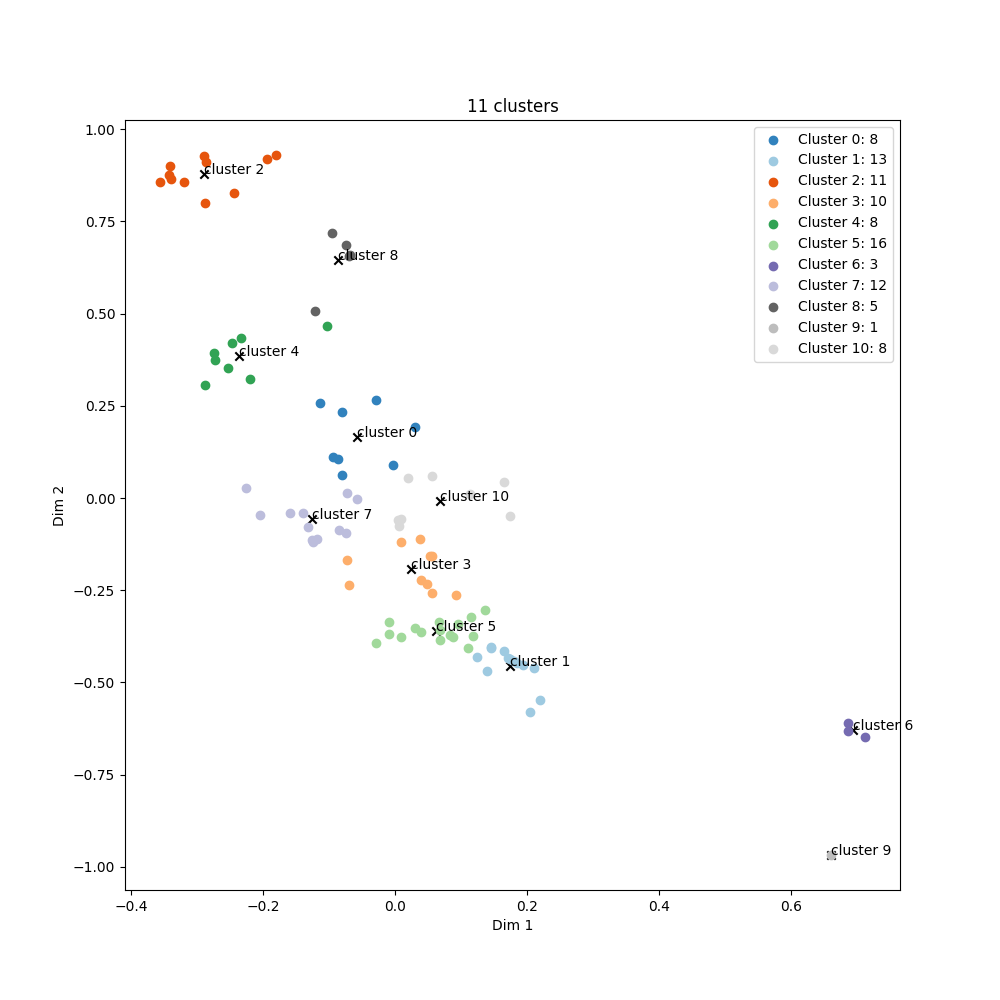 11 clusters
1.00
0.75
0.50
0.25
0.00
−0.25
−0.50
−0.75
−1.00
Dim 2
cluster 2
cluster 8
cluster 4
cluster 0
cluster 10
cluster 7
cluster 3
cluster 5
cluster 1
cluster 6
cluster 9
Cluster 0: 8
Cluster 1: 13
Cluster 2: 11
Cluster 3: 10
Cluster 4: 8
Cluster 5: 16
Cluster 6: 3
Cluster 7: 12
Cluster 8: 5
Cluster 9: 1
Cluster 10: 8
−0.4 −0.2 0.0 0.2 0.4 0.6
Dim 1